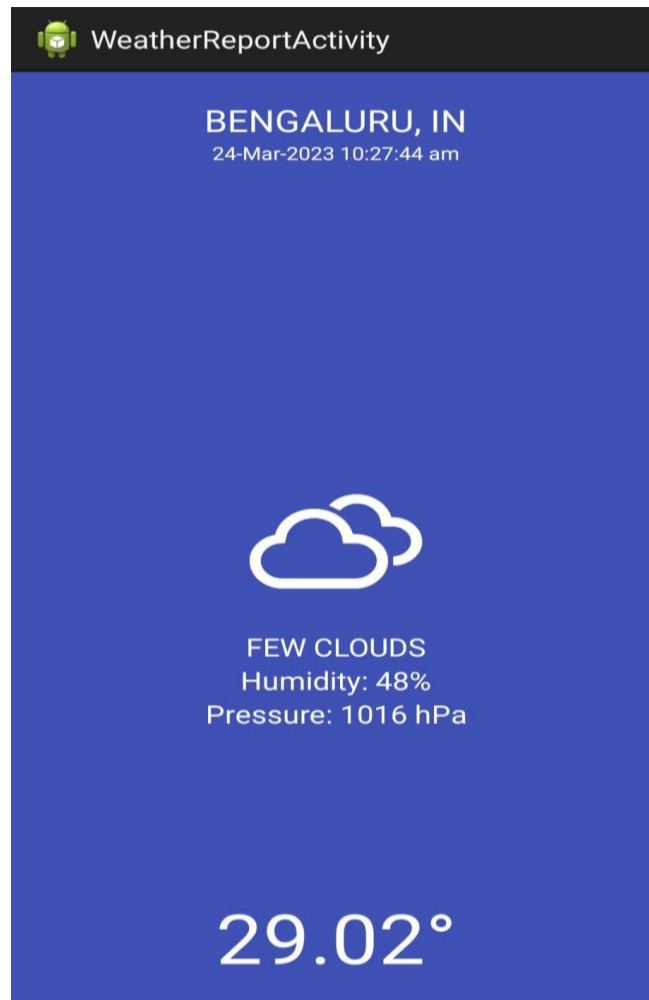 WeatherReportActivity
BENGALURU, IN
24-Mar-2023 10:27:44 am
FEW CLOUDS
Humidity: 48%
Pressure: 1016 hPa
29.02°